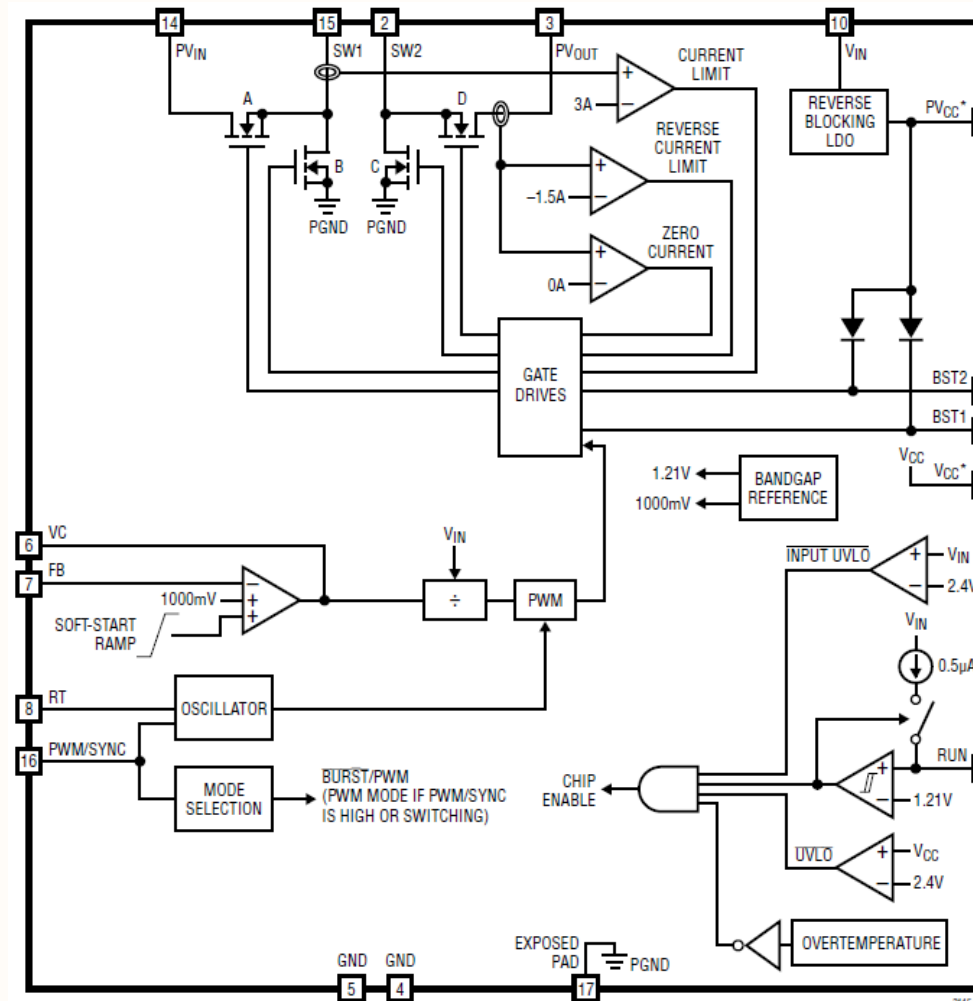 14
15
2
3
10
PVIN
SW1
SW2
PVOUT
VIN
CURRENT
LIMIT
+
3A
−
A
D
REVERSE
BLOCKING
LDO
PVCC*
REVERSE
CURRENT
LIMIT
B
C
+
−1.5A
−
PGND
PGND
ZERO
CURRENT
+
0A
−
GATE
DRIVES
BST2
BST1
VCC
VCC*
1.21V
1000mV
BANDGAP
REFERENCE
6
VC
7
FB
VIN
−
1000mV
+
+
÷
PWM
SOFT-START
RAMP
INPUT UVLO
+
VIN
−
2.4V
VIN
0.5µA
8
RT
OSCILLATOR
16
PWM/SYNC
MODE
SELECTION
BURST/PWM
(PWM MODE IF PWM/SYNC
IS HIGH OR SWITCHING)
CHIP
ENABLE
RUN
+
−
1.21V
UVLO
+
VCC
−
2.4V
OVERTEMPERATURE
EXPOSED
PAD
PGND
GND
GND
5
4
17